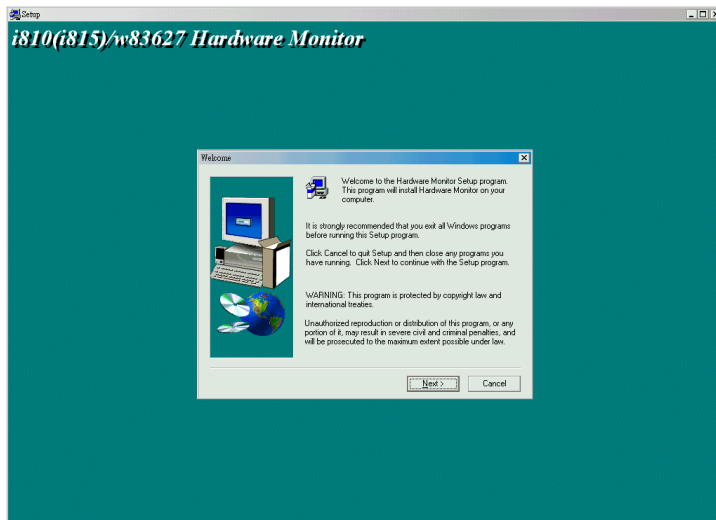 Setup
i810(i815)/w83627 Hardware Monitor
Welcome
Welcome to the Hardware Monitor Setup program.
This program will install Hardware Monitor on your
computer.
It is strongly recommended that you exit all Windows programs
before running this Setup program.
Click Cancel to quit Setup and then close any programs you
have running. Click Next to continue with the Setup program.
WARNING: This program is protected by copyright law and
international treaties.
Unauthorized reproduction or distribution of this program, or any
portion of it, may result in severe civil and criminal penalties, and
will be prosecuted to the maximum extent possible under law.
Next >
Cancel